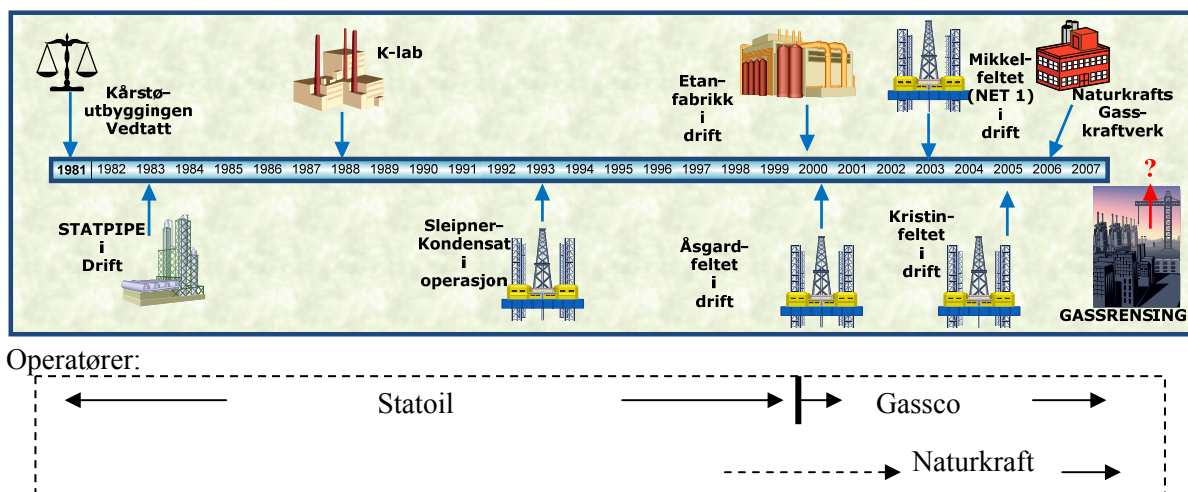 Kårstø-
utbyggingen
Vedtatt
K-lab
Etan-
fabrikk
i
drift
Mikkel-
feltet
(NET 1)
i
drift
Naturkrafts
Gass-
kraftverk
1981 1982 1983 1984 1985 1986 1987 1988 1989 1990 1991 1992 1993 1994 1995 1996 1997 1998 1999 2000 2001 2002 2003 2004 2005 2006 2007
?
STATPIPE
i
Drift
Sleipner-
Kondensat
i
operasjon
Åsgard-
feltet
i
drift
Kristin-
feltet
i
drift
GASSRENSING
Operatører:
Statoil
Gassco
Naturkraft